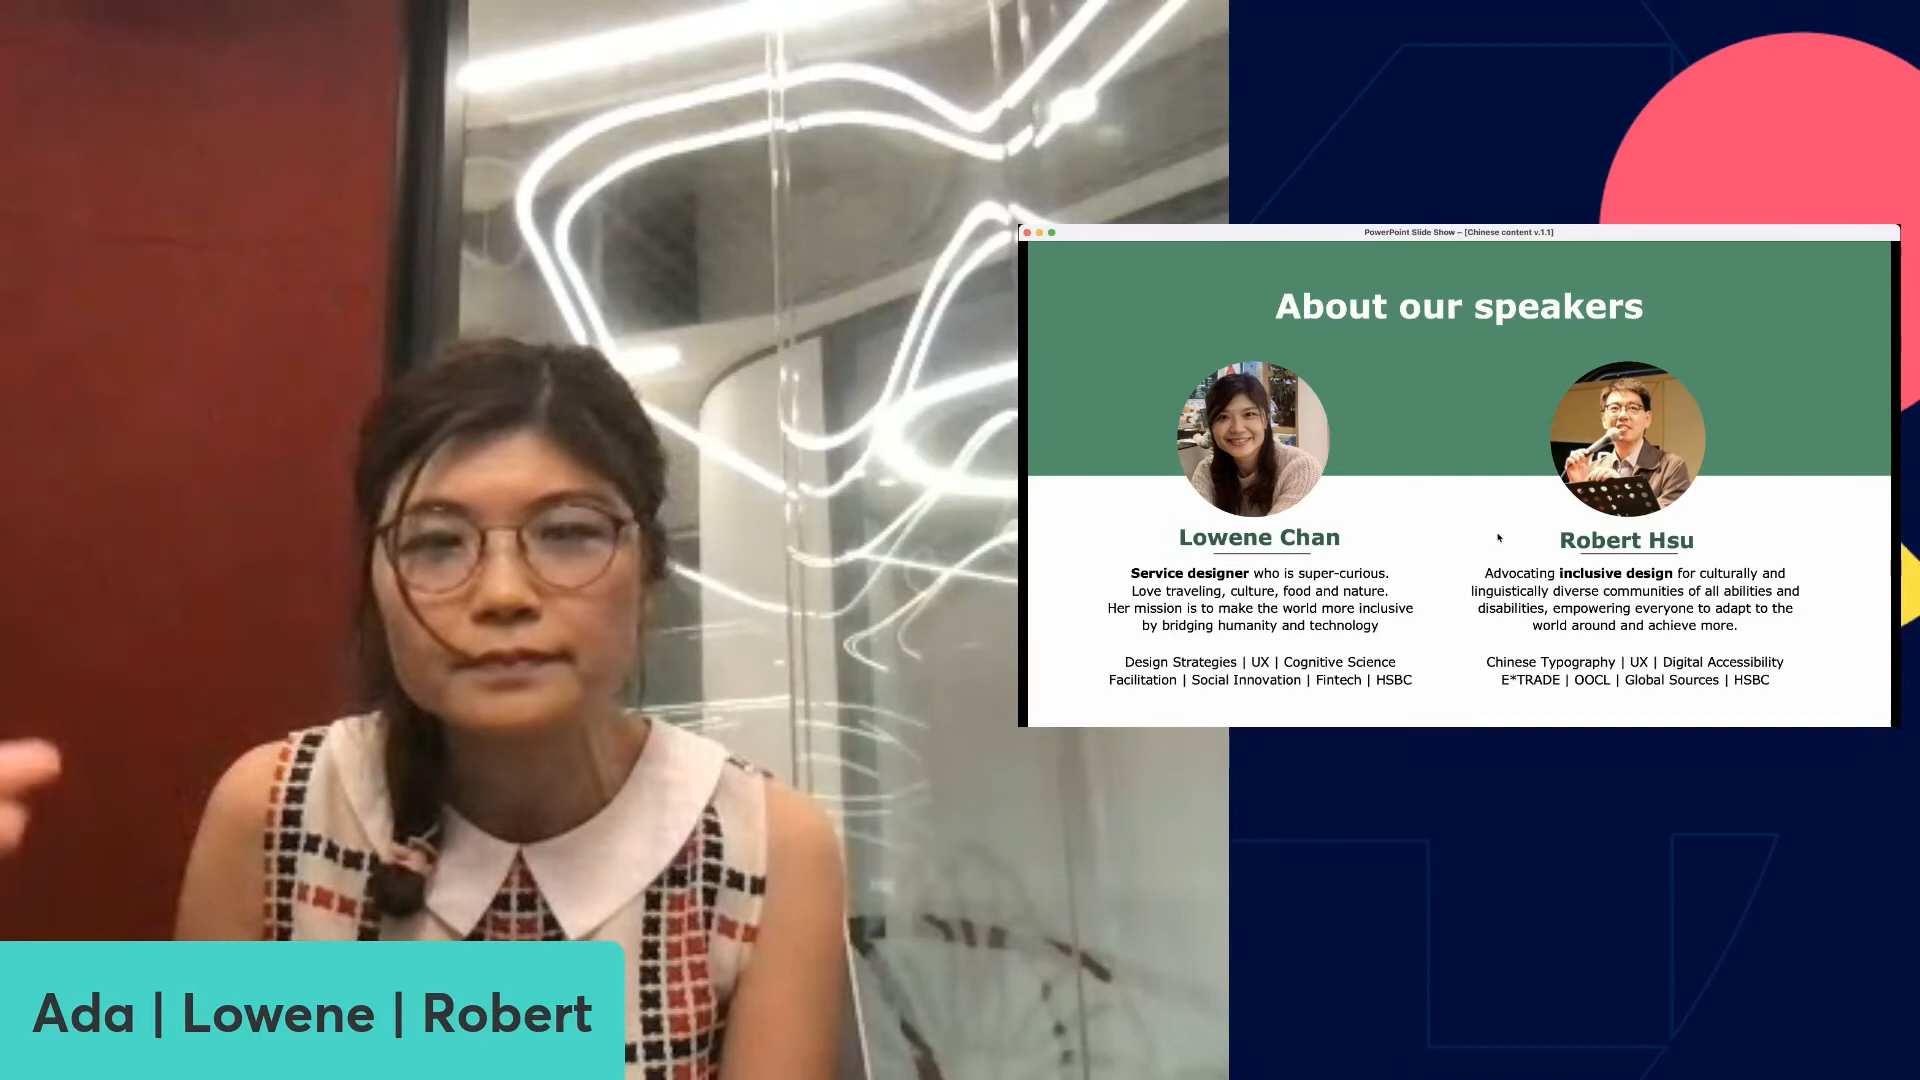 PowerPoint Slide Show – [Chinese content v.1.1]
About our speakers
Lowene Chan
Service designer who is super-curious.
Love traveling, culture, food and nature.
Her mission is to make the world more inclusive
by bridging humanity and technology
Design Strategies | UX | Cognitive Science
Facilitation | Social Innovation | Fintech | HSBC
Robert Hsu
Advocating inclusive design for culturally and
linguistically diverse communities of all abilities and
disabilities, empowering everyone to adapt to the
world around and achieve more.
Chinese Typography | UX | Digital Accessibility
E*TRADE | OOCL | Global Sources | HSBC
Ada | Lowene | Robert